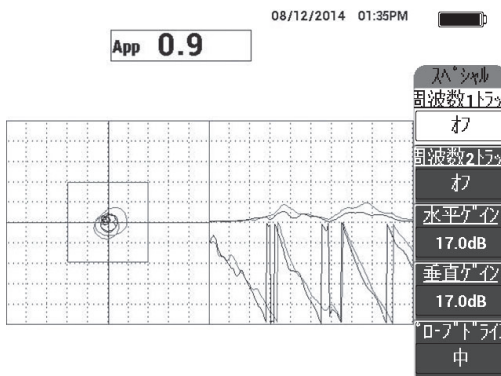 08/12/2014 01:35PM
App 0.9
スペシャル
周波数1トラッ
オフ
周波数2トラッ
オフ
水平ゲイン
17.0dB
垂直ゲイン
17.0dB
プローブドライ
中